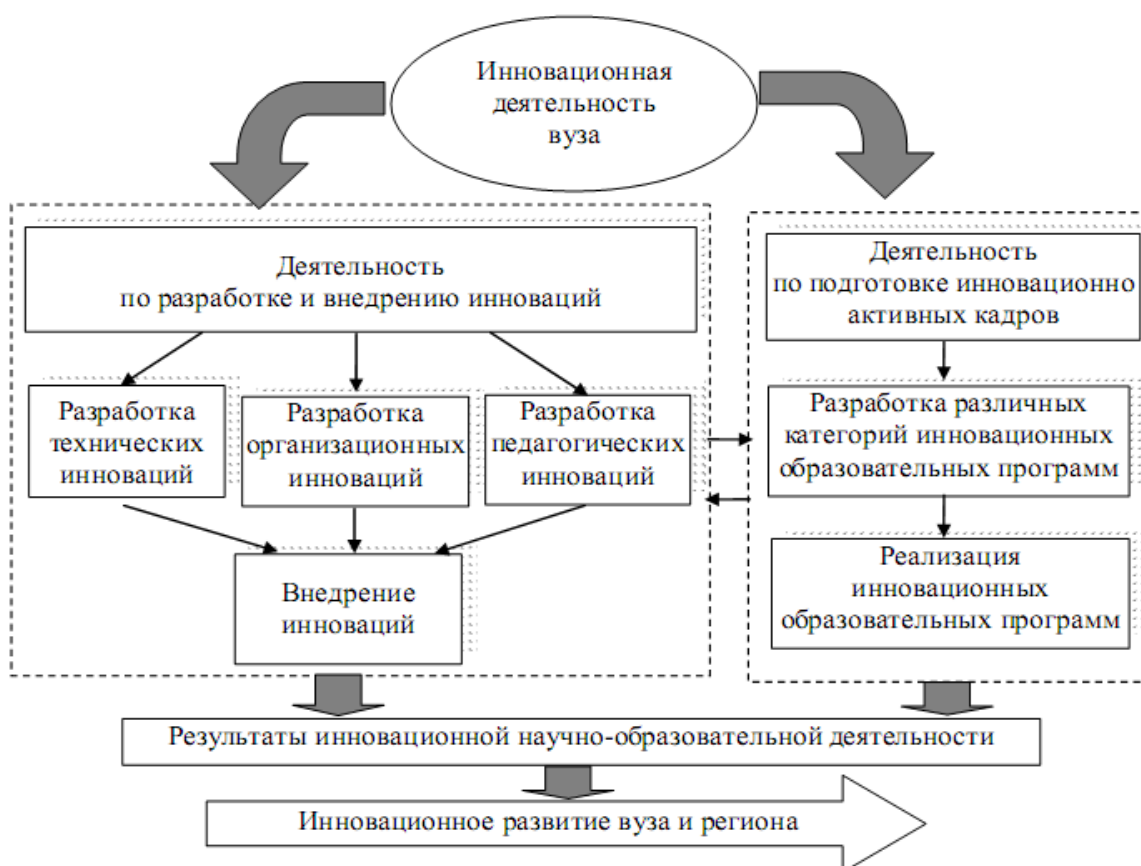 Инновационная
деятельность
вуза
Деятельность
по разработке и внедрению инноваций
Разработка
технических
инноваций
Разработка
организационных
инноваций
Разработка
педагогических
инноваций
Внедрение
инноваций
Деятельность
по подготовке инновационно
активных кадров
Разработка различных
категорий инновационных
образовательных программ
Реализация
инновационных
образовательных программ
Результаты инновационной научно-образовательной деятельности
Инновационное развитие вуза и региона